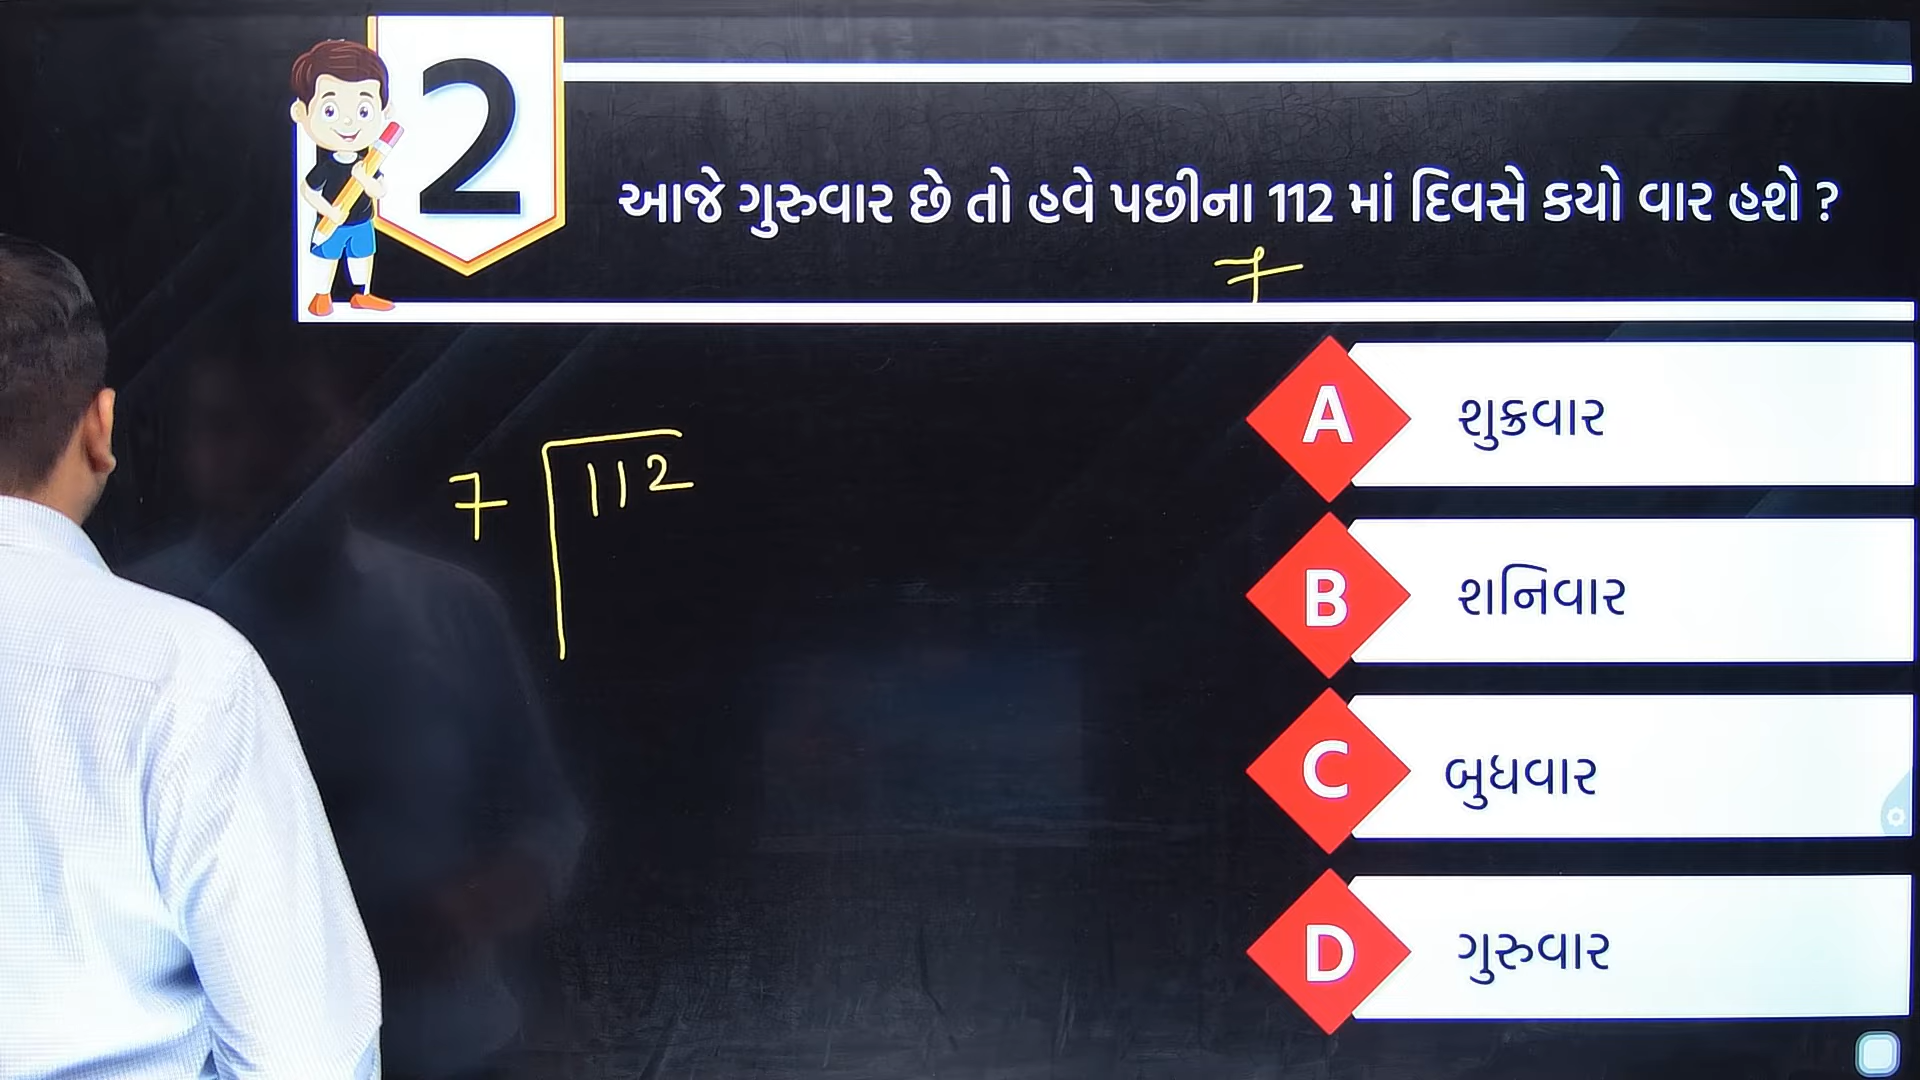 2
આજે ગુરુવાર છે તો હવે પછીના 112 માં દિવસે કયો વાર હશે ?
7
7 112
A શુક્રવાર
B શનિવાર
C બુધવાર
D ગુરુવાર